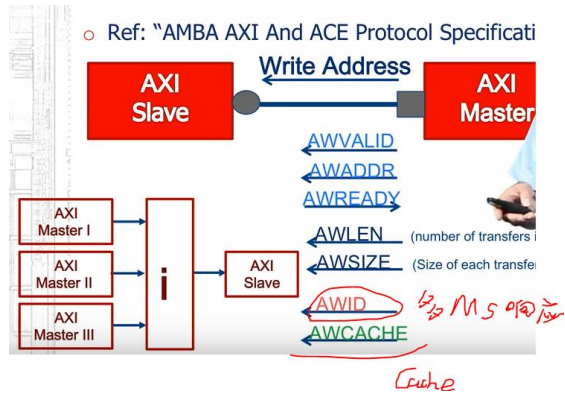 Ref: “AMBA AXI And ACE Protocol Specificati
Write Address
AXI
Slave
AXI
Master
AWVALID
AWADDR
AWREADY
AWLEN (number of transfers i
AWSIZE (Size of each transfe
AWID
AWCACHE
AXI
Master I
AXI
Master II
AXI
Master III
i
AXI
Slave
Cache